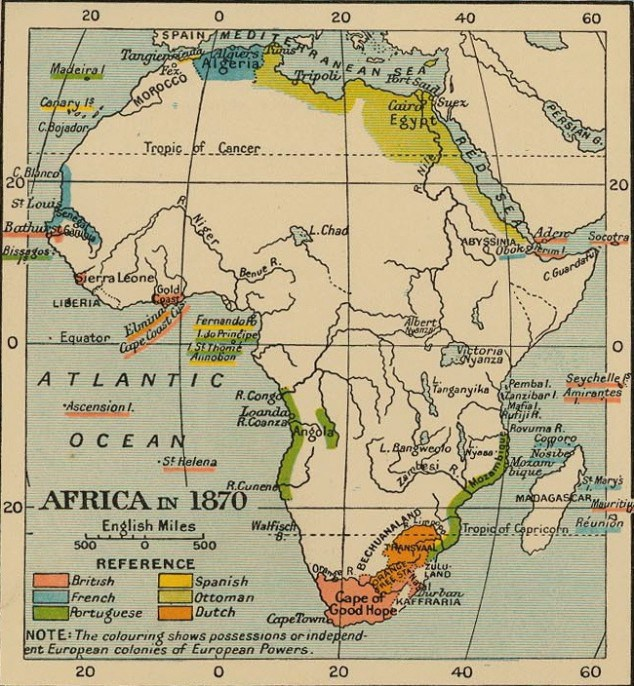 60
20
0
20
40
60
SPAIN
MEDITERRANEAN SEA
Tangier
Ceuta
Algiers
Tunis
Algeria
Madeira I
Fez
Tripoli
Port Said
MOROCCO
Canary Is
Cairo
Suez
Egypt
PERSIAN G.
C. Bojador
Tropic of Cancer
R. Nile
RED SEA
C. Blanco
20
20
St Louis
Senegal
Bathurst
Gambia
R. Niger
L. Chad
ABYSSINIA
Aden
Socotra
Bissagos
Obok
Perim I
C. Guardafui
Sierra Leone
Benue R.
Gold Coast
LIBERIA
Elmina
Cape Coast Cas
Fernando Po
I. do Principe
I. St Thomé
Annobon
Albert Nyanza
Equator
0
0
Victoria Nyanza
ATLANTIC
L. Tanganyika
Pemba I.
Zanzibar I.
Mafia I.
Rufiji R.
Seychelle Is
Amirantes I.
R. Congo
Loanda
R. Coanza
Ascension I.
Angola
Rovuma R.
OCEAN
L. Bangweolo
L. Nyasa
Comoro
Nosibe
St Helena
Zambesi R.
Mozambique
Mozambique
St Mary's I.
R. Cunene
MADAGASCAR
Mauritius
AFRICA IN 1870
Réunion
20
English Miles
500 0 500
Walfisch B.
BECHUANALAND
R. Limpopo
Tropic of Capricorn
TRANSVAAL
REFERENCE
British
Spanish
French
Ottoman
Portuguese
Dutch
Orange R.
ORANGE FREE STATE
ZULU-LAND
Natal
Durban
Cape of Good Hope
KAFFRARIA
Cape Town
NOTE: The colouring shows possessions or independ-
ent European colonies of European Powers.
20
0
20
40
60